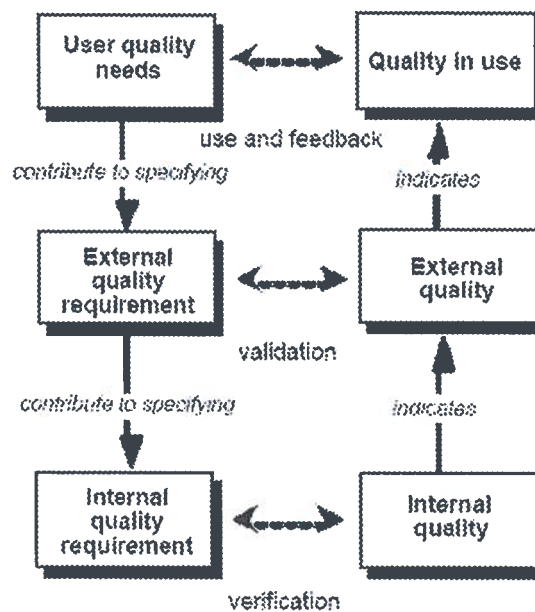 User quality
needs
Quality in use
use and feedback
contribute to specifying
indicates
External
quality
requirement
External
quality
validation
contribute to specifying
indicates
Internal
quality
requirement
Internal
quality
verification